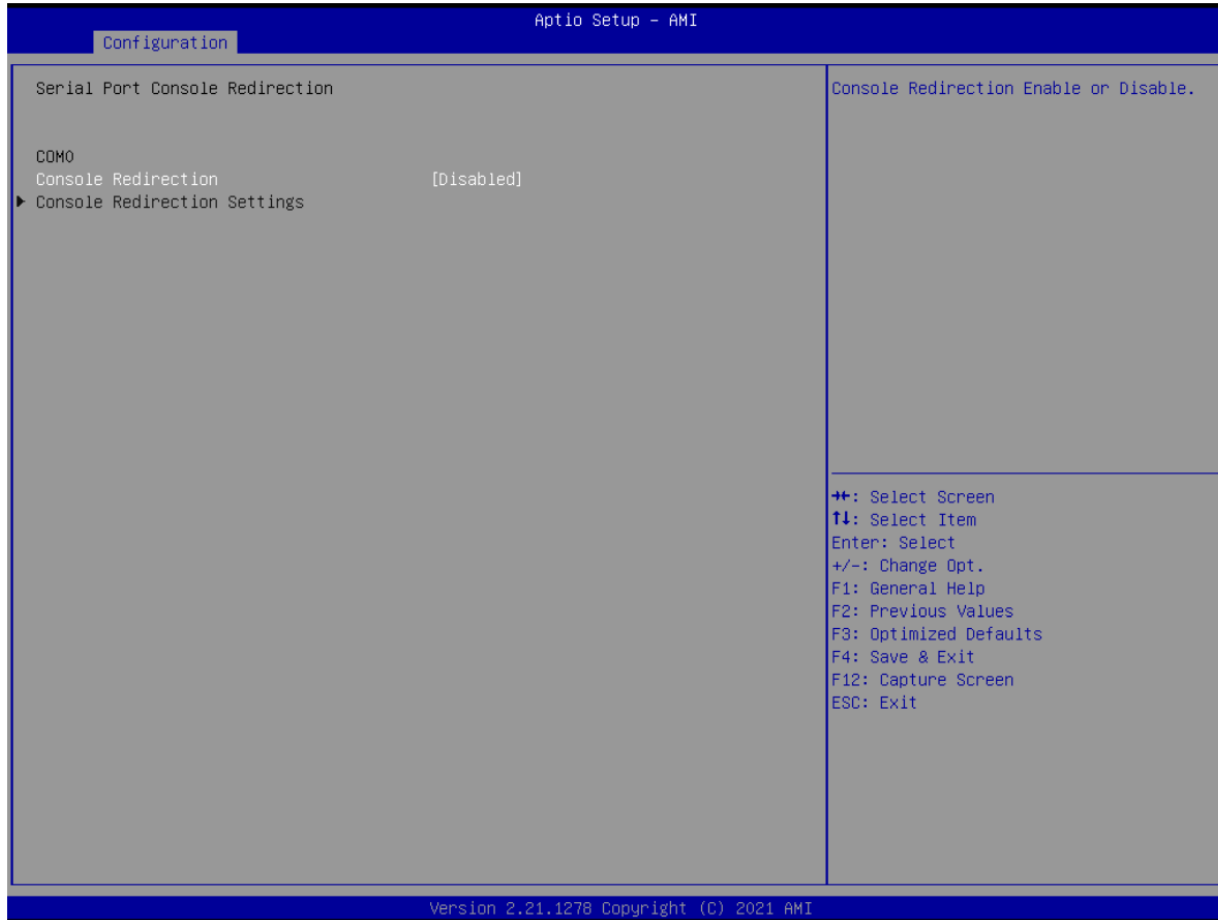 Aptio Setup – AMI
Configuration
Serial Port Console Redirection
COM0
Console Redirection [Disabled]
▶ Console Redirection Settings
Console Redirection Enable or Disable.
→←: Select Screen
↑↓: Select Item
Enter: Select
+/-: Change Opt.
F1: General Help
F2: Previous Values
F3: Optimized Defaults
F4: Save & Exit
F12: Capture Screen
ESC: Exit
Version 2.21.1278 Copyright (C) 2021 AMI